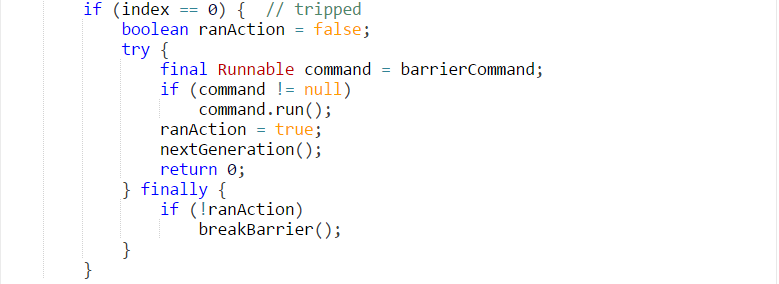 if (index == 0) {  // tripped
    boolean ranAction = false;
    try {
        final Runnable command = barrierCommand;
        if (command != null)
            command.run();
        ranAction = true;
        nextGeneration();
        return 0;
    } finally {
        if (!ranAction)
            breakBarrier();
    }
}